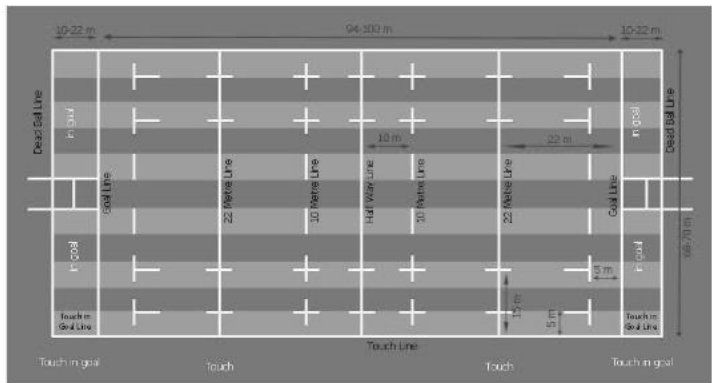 10-22 m
94-100 m
10-22 m
Dead Ball Line
in goal
Goal Line
22 Metre Line
10 Metre Line
Half Way Line
10 m
10 Metre Line
22 Metre Line
22 m
Goal Line
in goal
Dead Ball Line
in goal
5 m
15 m
5 m
in goal
Touch in
Goal Line
Touch in
Goal Line
Touch Line
Touch in goal
Touch
Touch
Touch in goal